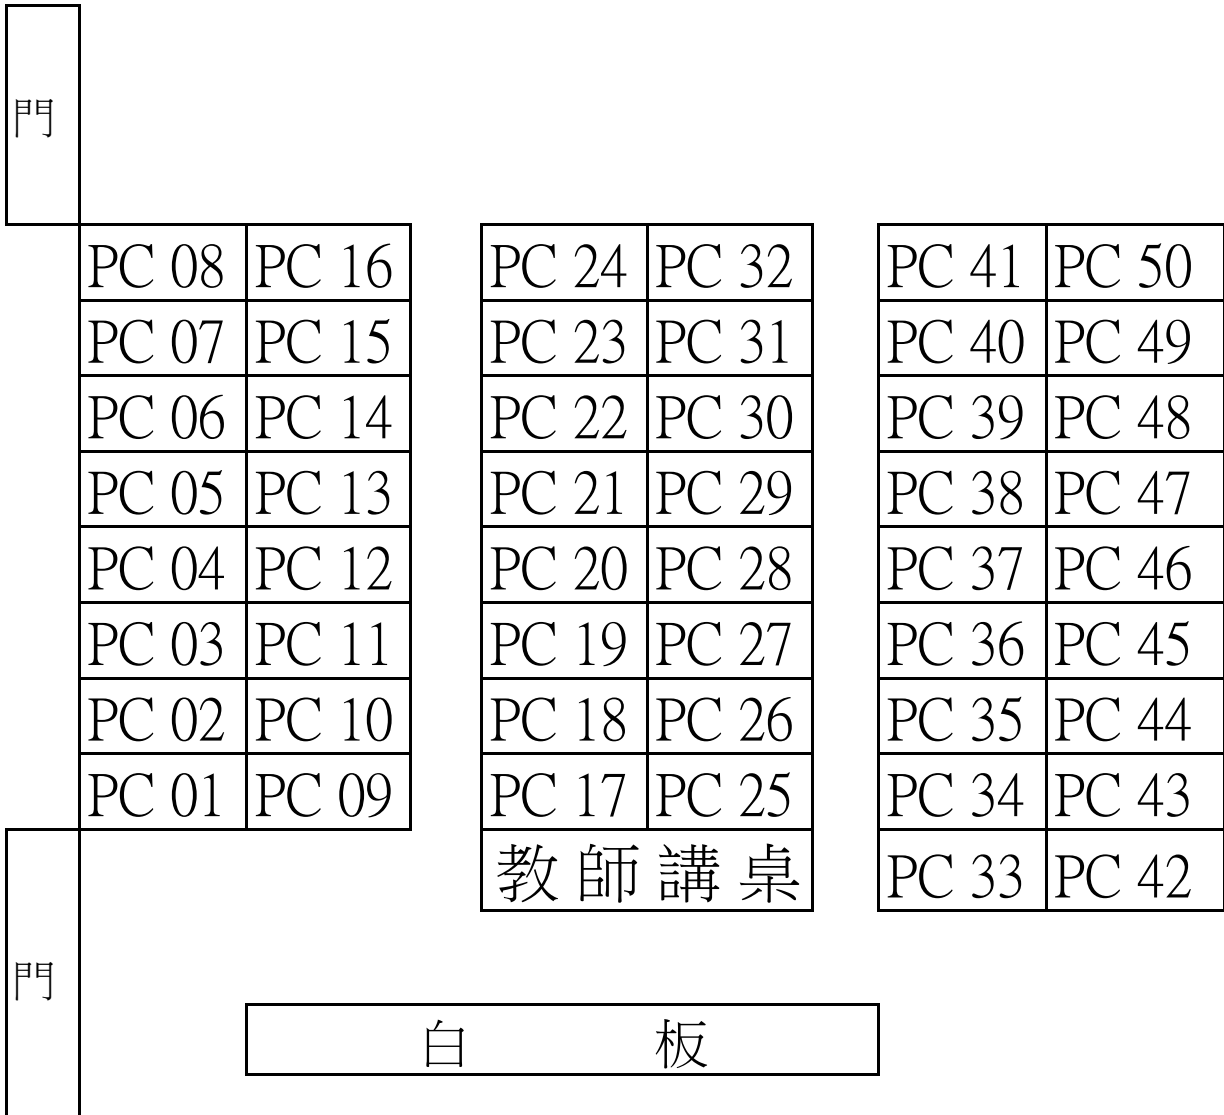 門
PC 08 PC 16 PC 24 PC 32 PC 41 PC 50
PC 07 PC 15 PC 23 PC 31 PC 40 PC 49
PC 06 PC 14 PC 22 PC 30 PC 39 PC 48
PC 05 PC 13 PC 21 PC 29 PC 38 PC 47
PC 04 PC 12 PC 20 PC 28 PC 37 PC 46
PC 03 PC 11 PC 19 PC 27 PC 36 PC 45
PC 02 PC 10 PC 18 PC 26 PC 35 PC 44
PC 01 PC 09 PC 17 PC 25 PC 34 PC 43
教師講桌 PC 33 PC 42
門
白 板